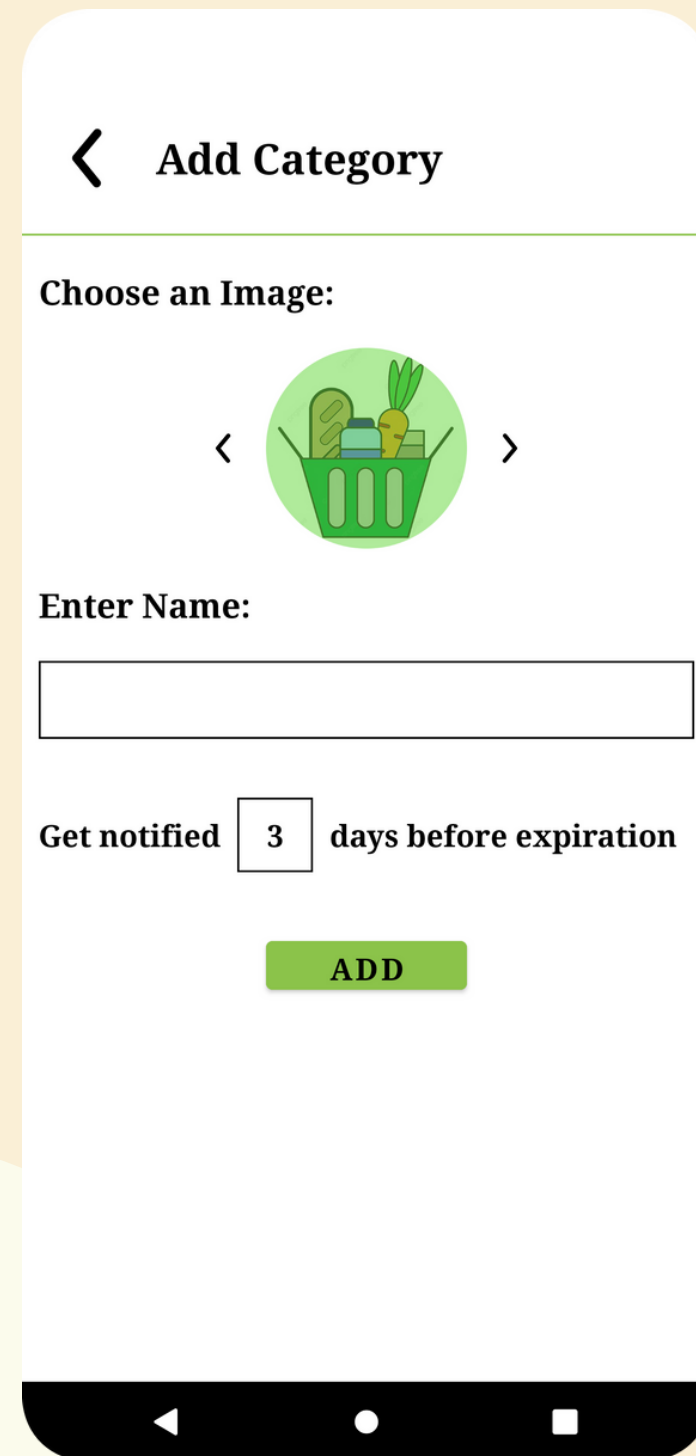 Add Category
Choose an Image:
Enter Name:
Get notified 3 days before expiration
ADD